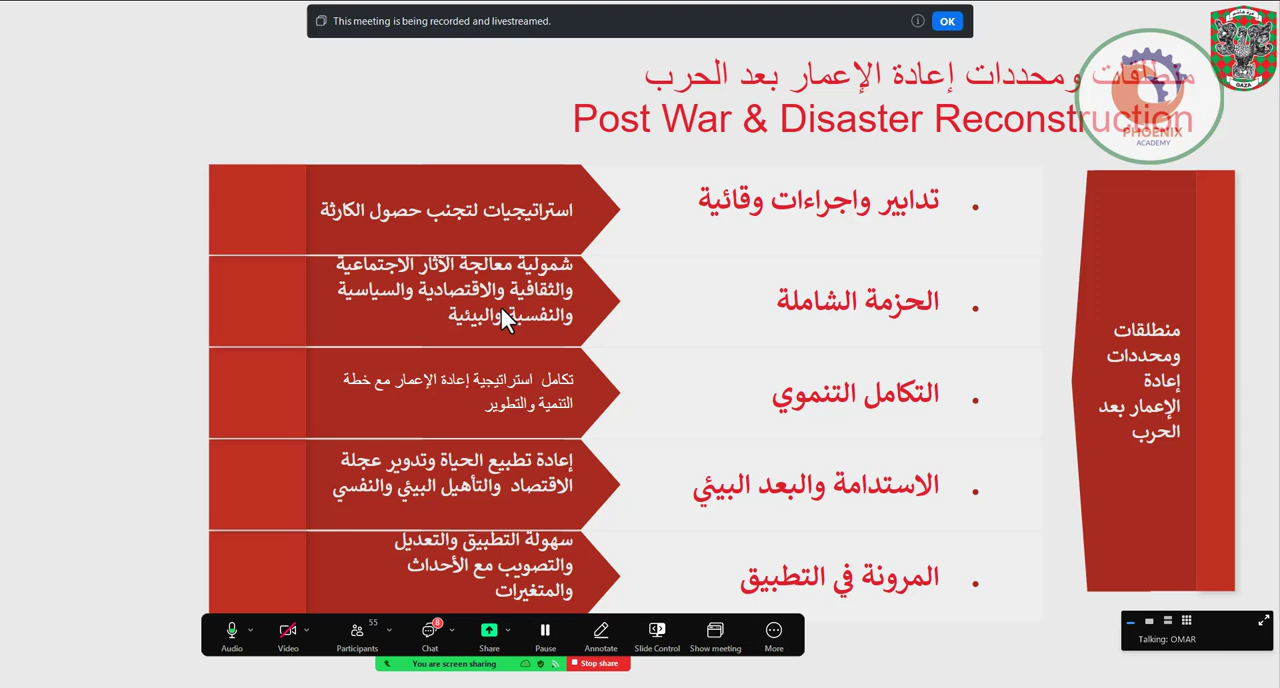 This meeting is being recorded and livestreamed.
OK
منطلقات ومحددات إعادة الإعمار بعد الحرب
Post War & Disaster Reconstruction
PHOENIX
ACADEMY
GAZA
منطلقات
ومحددات
إعادة
الإعمار بعد
الحرب
تدابير واجراءات وقائية
استراتيجيات لتجنب حصول الكارثة
الحزمة الشاملة
شمولية معالجة الآثار الاجتماعية
والثقافية والاقتصادية والسياسية
والنفسية والبيئية
التكامل التنموي
تكامل استراتيجية إعادة الإعمار مع خطة
التنمية والتطوير
الاستدامة والبعد البيئي
إعادة تطبيع الحياة وتدوير عجلة
الاقتصاد والتأهيل البيئي والنفسي
المرونة في التطبيق
سهولة التطبيق والتعديل
والتصويب مع الأحداث
والمتغيرات
Audio
Video
Participants
55
Chat
8
Share
Pause
Annotate
Slide Control
Show meeting
More
You are screen sharing
Stop share
Talking: OMAR